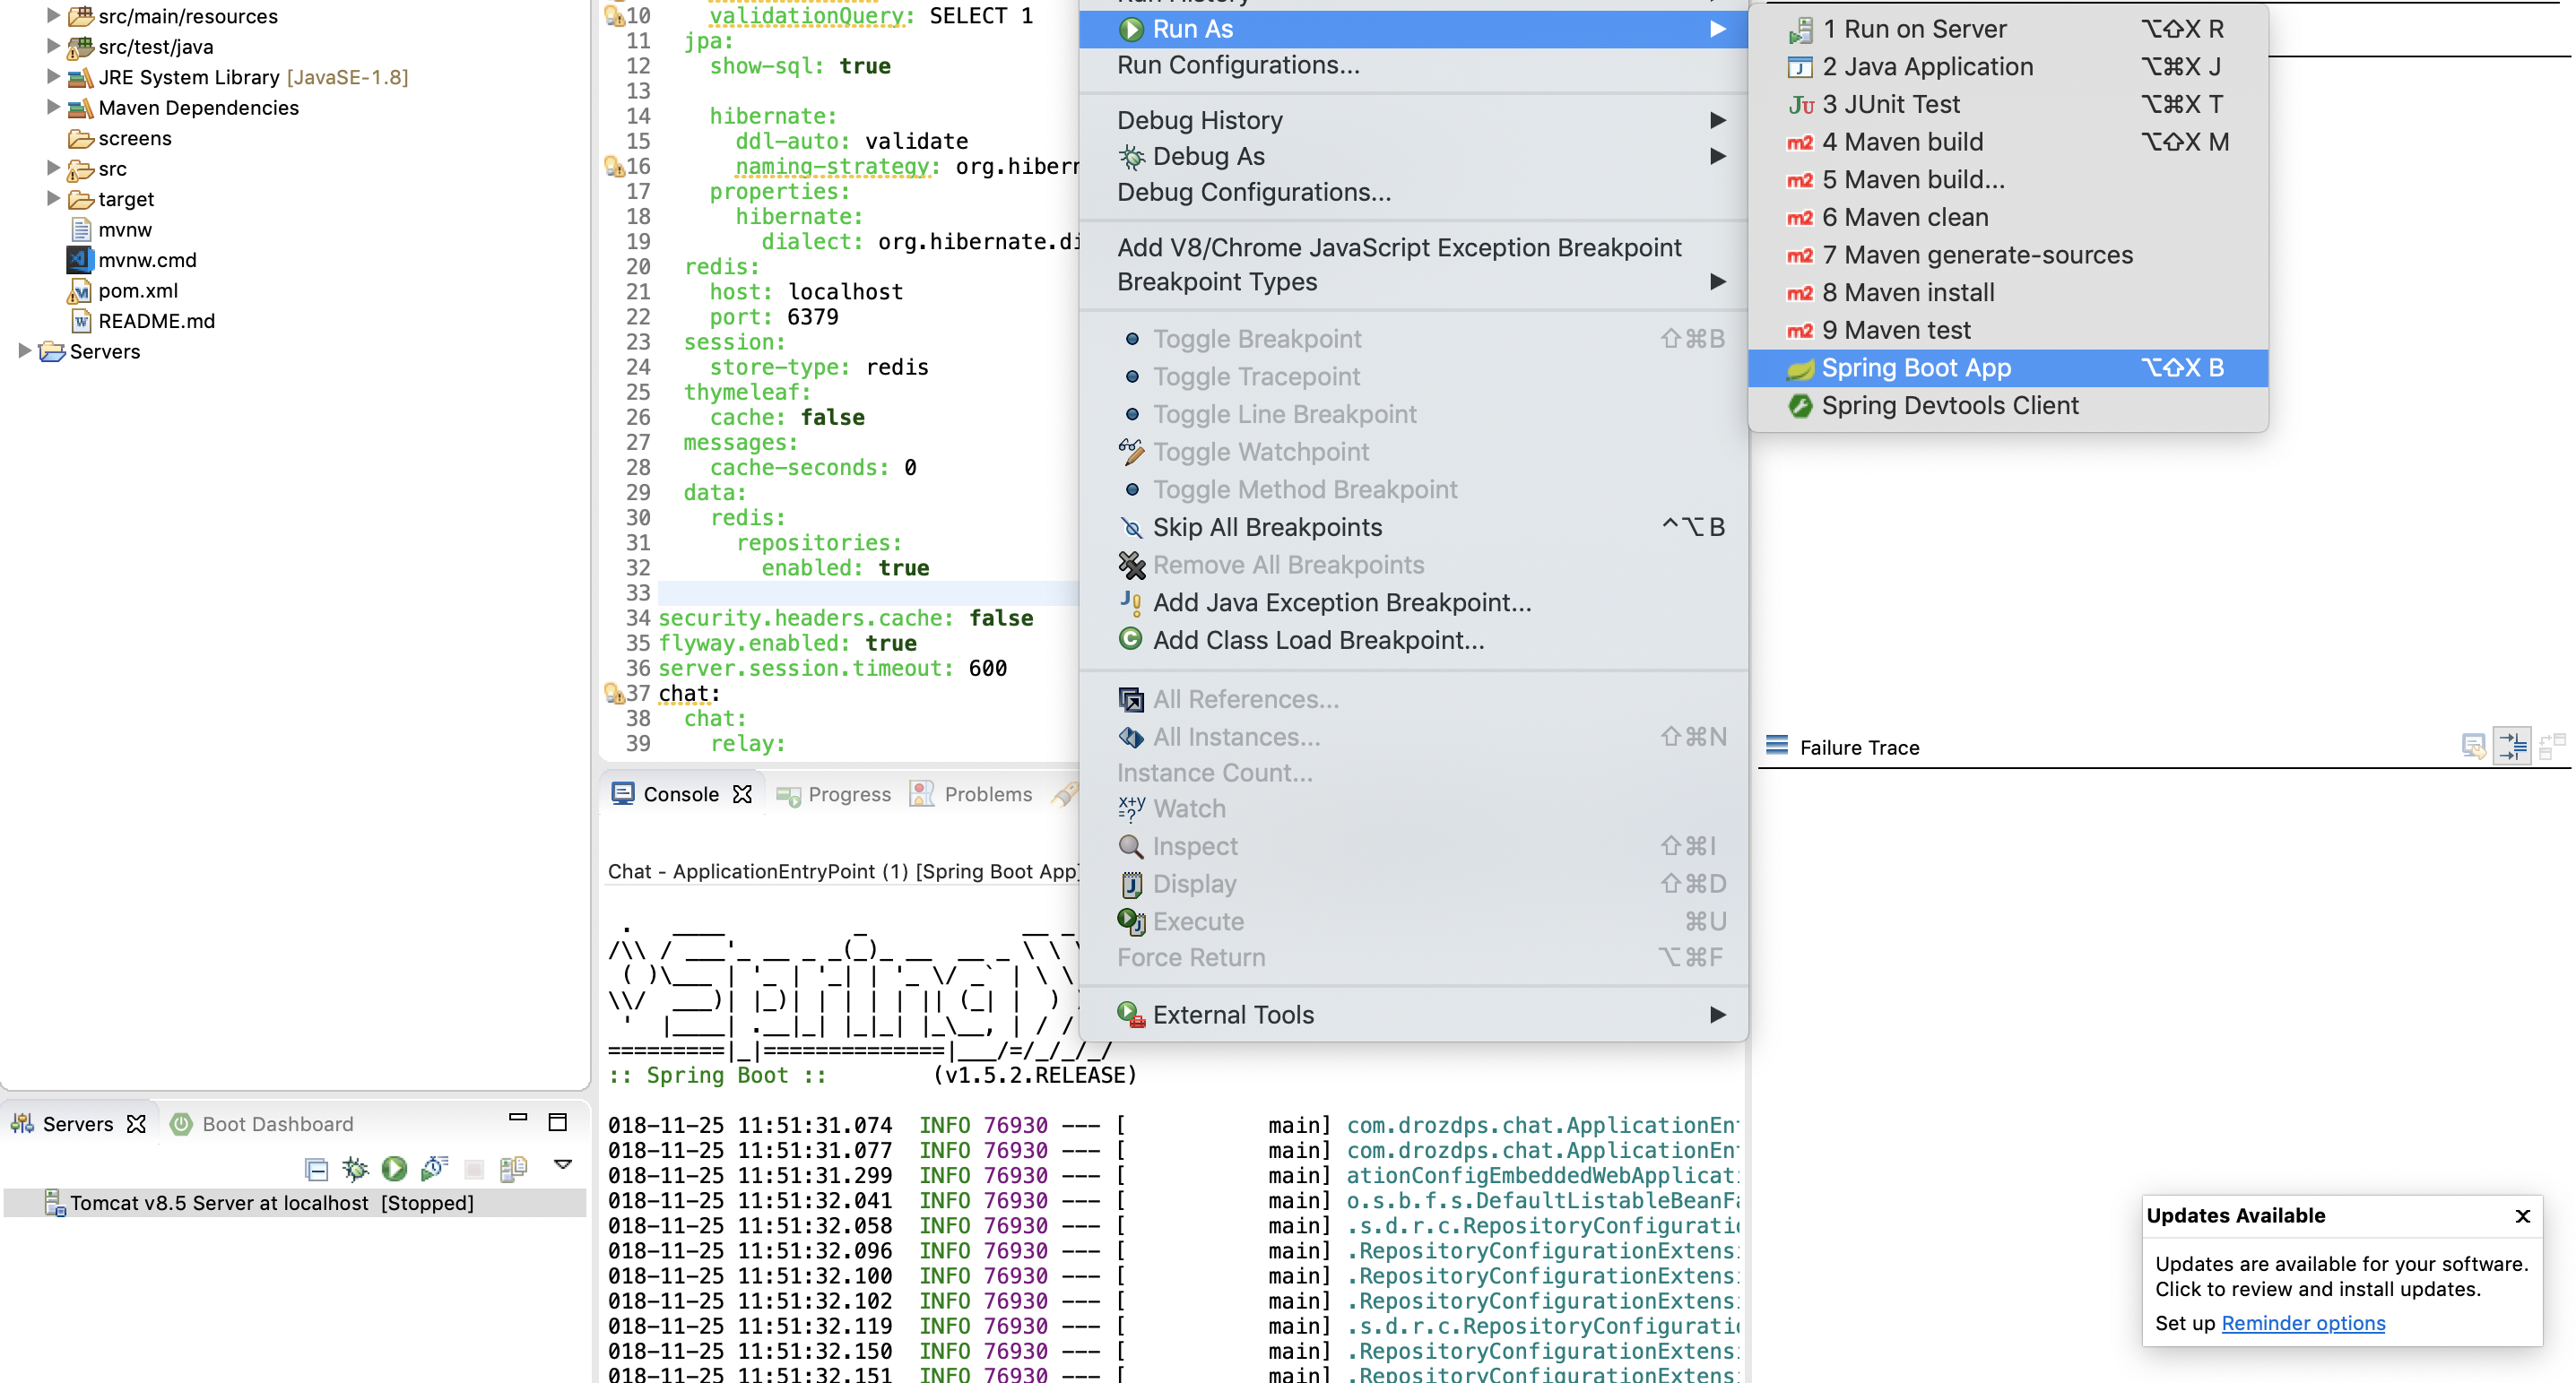 src/main/resources
src/test/java
JRE System Library [JavaSE-1.8]
Maven Dependencies
screens
src
target
mvnw
mvnw.cmd
pom.xml
README.md
Servers
10 validationQuery: SELECT 1
11 jpa:
12 show-sql: true
13
14 hibernate:
15 ddl-auto: validate
16 naming-strategy: org.hibern
17 properties:
18 hibernate:
19 dialect: org.hibernate.di
20 redis:
21 host: localhost
22 port: 6379
23 session:
24 store-type: redis
25 thymeleaf:
26 cache: false
27 messages:
28 cache-seconds: 0
29 data:
30 redis:
31 repositories:
32 enabled: true
33
34 security.headers.cache: false
35 flyway.enabled: true
36 server.session.timeout: 600
37 chat:
38 chat:
39 relay:
Run As
Run Configurations...
Debug History
Debug As
Debug Configurations...
Add V8/Chrome JavaScript Exception Breakpoint
Breakpoint Types
Toggle Breakpoint ⇧⌘B
Toggle Tracepoint
Toggle Line Breakpoint
Toggle Watchpoint
Toggle Method Breakpoint
Skip All Breakpoints ^⌥B
Remove All Breakpoints
Add Java Exception Breakpoint...
Add Class Load Breakpoint...
All References...
All Instances... ⇧⌘N
Instance Count...
Watch
Inspect ⇧⌘I
Display ⇧⌘D
Execute ⌘U
Force Return ⌥⌘F
External Tools
1 Run on Server ⌥⇧X R
2 Java Application ⌥⌘X J
3 JUnit Test ⌥⌘X T
4 Maven build ⌥⇧X M
5 Maven build...
6 Maven clean
7 Maven generate-sources
8 Maven install
9 Maven test
Spring Boot App ⌥⇧X B
Spring Devtools Client
Failure Trace
Console Progress Problems
Chat - ApplicationEntryPoint (1) [Spring Boot App]
:: Spring Boot :: (v1.5.2.RELEASE)
018-11-25 11:51:31.074 INFO 76930 --- [ main] com.drozdps.chat.ApplicationEn
018-11-25 11:51:31.077 INFO 76930 --- [ main] com.drozdps.chat.ApplicationEn
018-11-25 11:51:31.299 INFO 76930 --- [ main] ationConfigEmbeddedWebApplicat
018-11-25 11:51:32.041 INFO 76930 --- [ main] o.s.b.f.s.DefaultListableBeanFa
018-11-25 11:51:32.058 INFO 76930 --- [ main] .s.d.r.c.RepositoryConfiguratio
018-11-25 11:51:32.096 INFO 76930 --- [ main] .RepositoryConfigurationExtens
018-11-25 11:51:32.100 INFO 76930 --- [ main] .RepositoryConfigurationExtens
018-11-25 11:51:32.102 INFO 76930 --- [ main] .RepositoryConfigurationExtens
018-11-25 11:51:32.119 INFO 76930 --- [ main] .s.d.r.c.RepositoryConfiguratio
018-11-25 11:51:32.150 INFO 76930 --- [ main] .RepositoryConfigurationExtens
018-11-25 11:51:32.151 INFO 76930 --- [ main] .RepositoryConfigurationExtens
Servers Boot Dashboard
Tomcat v8.5 Server at localhost [Stopped]
Updates Available
Updates are available for your software.
Click to review and install updates.
Set up Reminder options